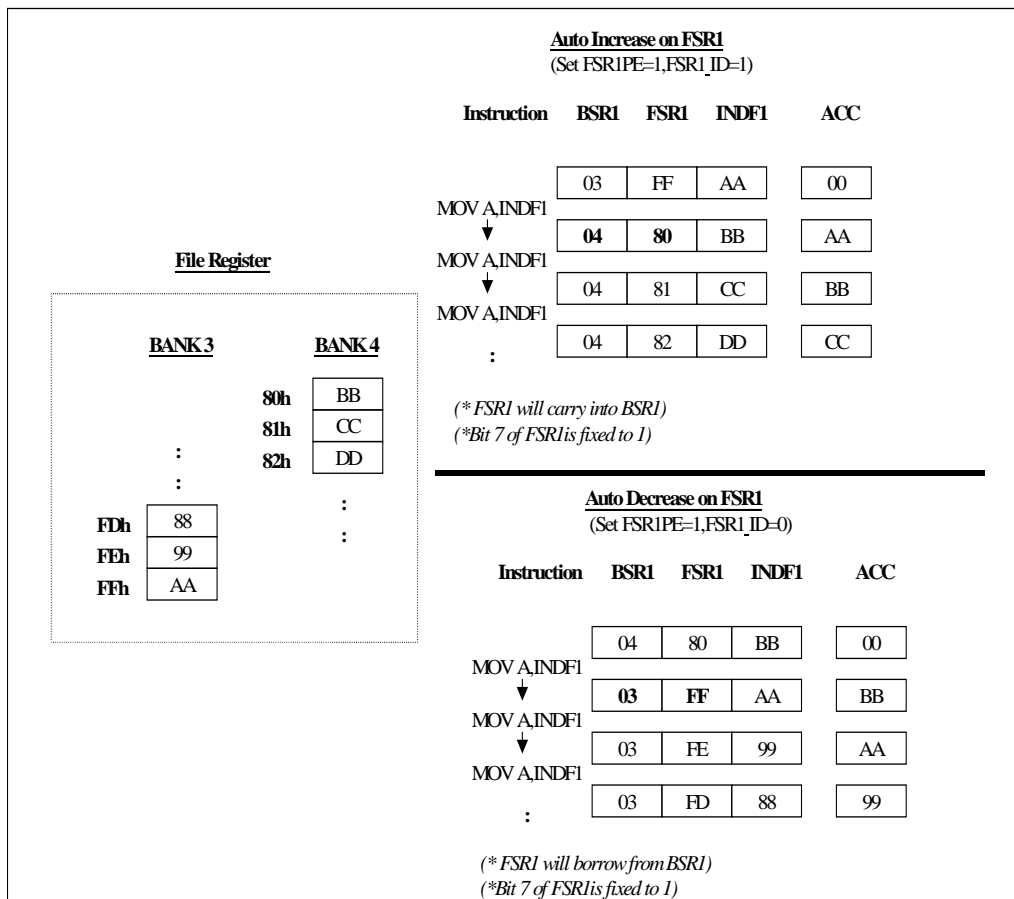 Auto Increase on FSR1
(Set FSR1PE=1,FSR1_ID=1)
Instruction BSR1 FSR1 INDF1 ACC
03 FF AA 00
MOV A,INDF1
04 80 BB AA
MOV A,INDF1
04 81 CC BB
MOV A,INDF1
04 82 DD CC
:
(* FSR1 will carry into BSR1)
(*Bit 7 of FSR1is fixed to 1)
File Register
BANK 3 BANK 4
80h BB
81h CC
82h DD
:
:
:
:
FDh 88
FEh 99
FFh AA
Auto Decrease on FSR1
(Set FSR1PE=1,FSR1_ID=0)
Instruction BSR1 FSR1 INDF1 ACC
04 80 BB 00
MOV A,INDF1
03 FF AA BB
MOV A,INDF1
03 FE 99 AA
MOV A,INDF1
03 FD 88 99
:
(* FSR1 will borrow from BSR1)
(*Bit 7 of FSR1is fixed to 1)